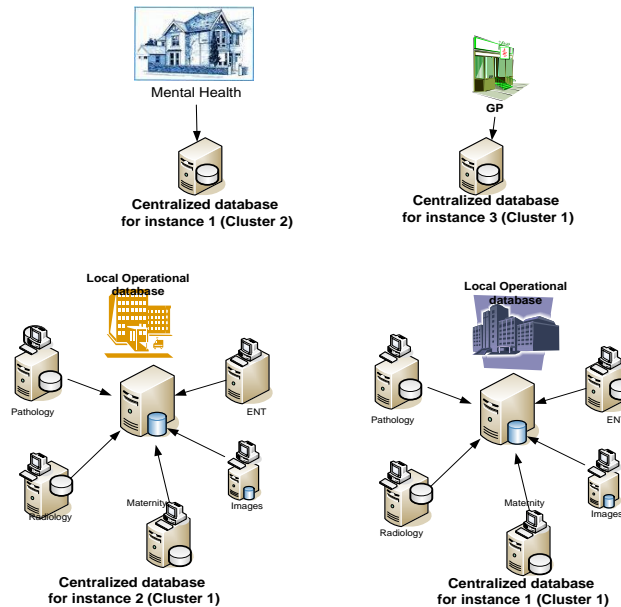 Mental Health
GP
Centralized database
for instance 1 (Cluster 2)
Centralized database
for instance 3 (Cluster 1)
Local Operational
database
Pathology
ENT
Radiology
Maternity
Images
Centralized database
for instance 2 (Cluster 1)
Local Operational
database
Pathology
ENT
Radiology
Maternity
Images
Centralized database
for instance 1 (Cluster 1)